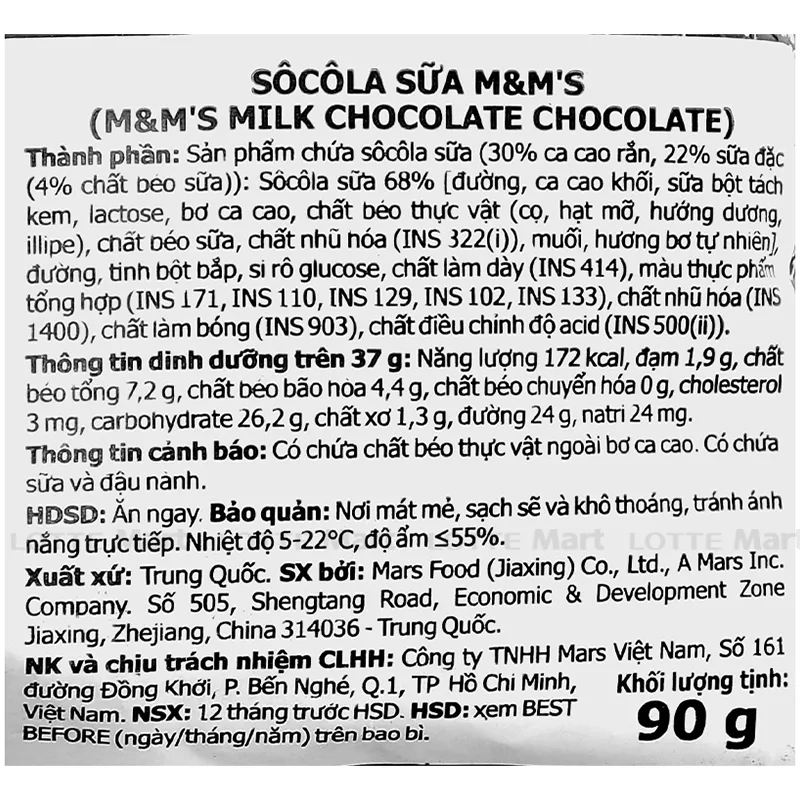 SÔCÔLA SỮA M&M'S
(M&M'S MILK CHOCOLATE CHOCOLATE)
Thành phần: Sản phẩm chứa sôcôla sữa (30% ca cao rắn, 22% sữa đặc
(4% chất béo sữa)): Sôcôla sữa 68% [đường, ca cao khối, sữa bột tách
kem, lactose, bơ ca cao, chất béo thực vật (cọ, hạt mỡ, hướng dương,
illipe), chất béo sữa, chất nhũ hóa (INS 322(i)), muối, hương bơ tự nhiên],
đường, tinh bột bắp, si rô glucose, chất làm dày (INS 414), màu thực phẩm
tổng hợp (INS 171, INS 110, INS 129, INS 102, INS 133), chất nhũ hóa (INS
1400), chất làm bóng (INS 903), chất điều chỉnh độ acid (INS 500(ii)).
Thông tin dinh dưỡng trên 37 g: Năng lượng 172 kcal, đạm 1,9 g, chất
béo tổng 7,2 g, chất béo bão hòa 4,4 g, chất béo chuyển hóa 0 g, cholesterol
3 mg, carbohydrate 26,2 g, chất xơ 1,3 g, đường 24 g, natri 24 mg.
Thông tin cảnh báo: Có chứa chất béo thực vật ngoài bơ ca cao. Có chứa
sữa và đậu nành.
HDSD: Ăn ngay. Bảo quản: Nơi mát mẻ, sạch sẽ và khô thoáng, tránh ánh
nắng trực tiếp. Nhiệt độ 5-22°C, độ ẩm ≤55%.
LOTTE Mart LOTTE Mart LOTTE Mart
Xuất xứ: Trung Quốc. SX bởi: Mars Food (Jiaxing) Co., Ltd., A Mars Inc.
Company. Số 505, Shengtang Road, Economic & Development Zone
Jiaxing, Zhejiang, China 314036 - Trung Quốc.
NK và chịu trách nhiệm CLHH: Công ty TNHH Mars Việt Nam, Số 161
đường Đồng Khởi, P. Bến Nghé, Q.1, TP Hồ Chí Minh,
Việt Nam. NSX: 12 tháng trước HSD. HSD: xem BEST
BEFORE (ngày/tháng/năm) trên bao bì.
Khối lượng tịnh:
90 g